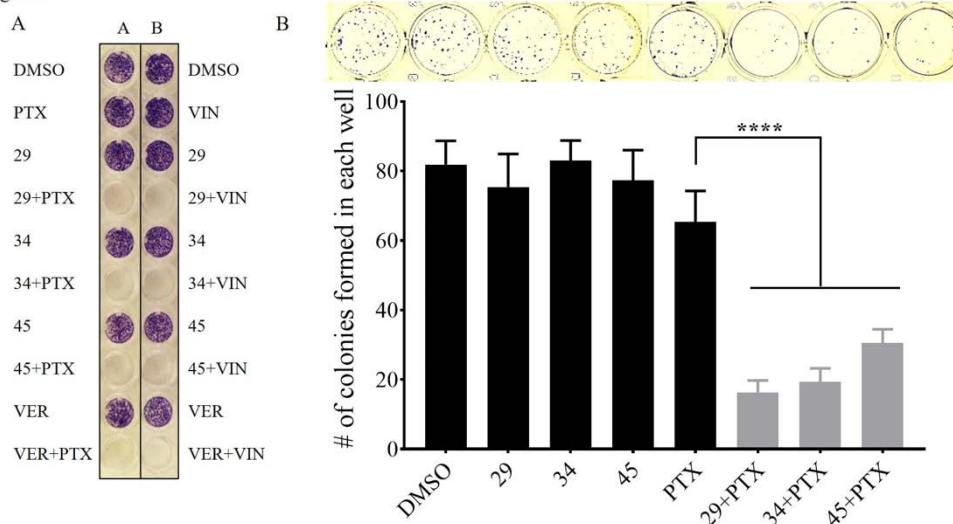 A
A B
DMSO DMSO
PTX VIN
29 29
29+PTX 29+VIN
34 34
34+PTX 34+VIN
45 45
45+PTX 45+VIN
VER VER
VER+PTX VER+VIN
B
# of colonies formed in each well
100
80
60
40
20
0
****
DMSO
29
34
45
PTX
29+PTX
34+PTX
45+PTX